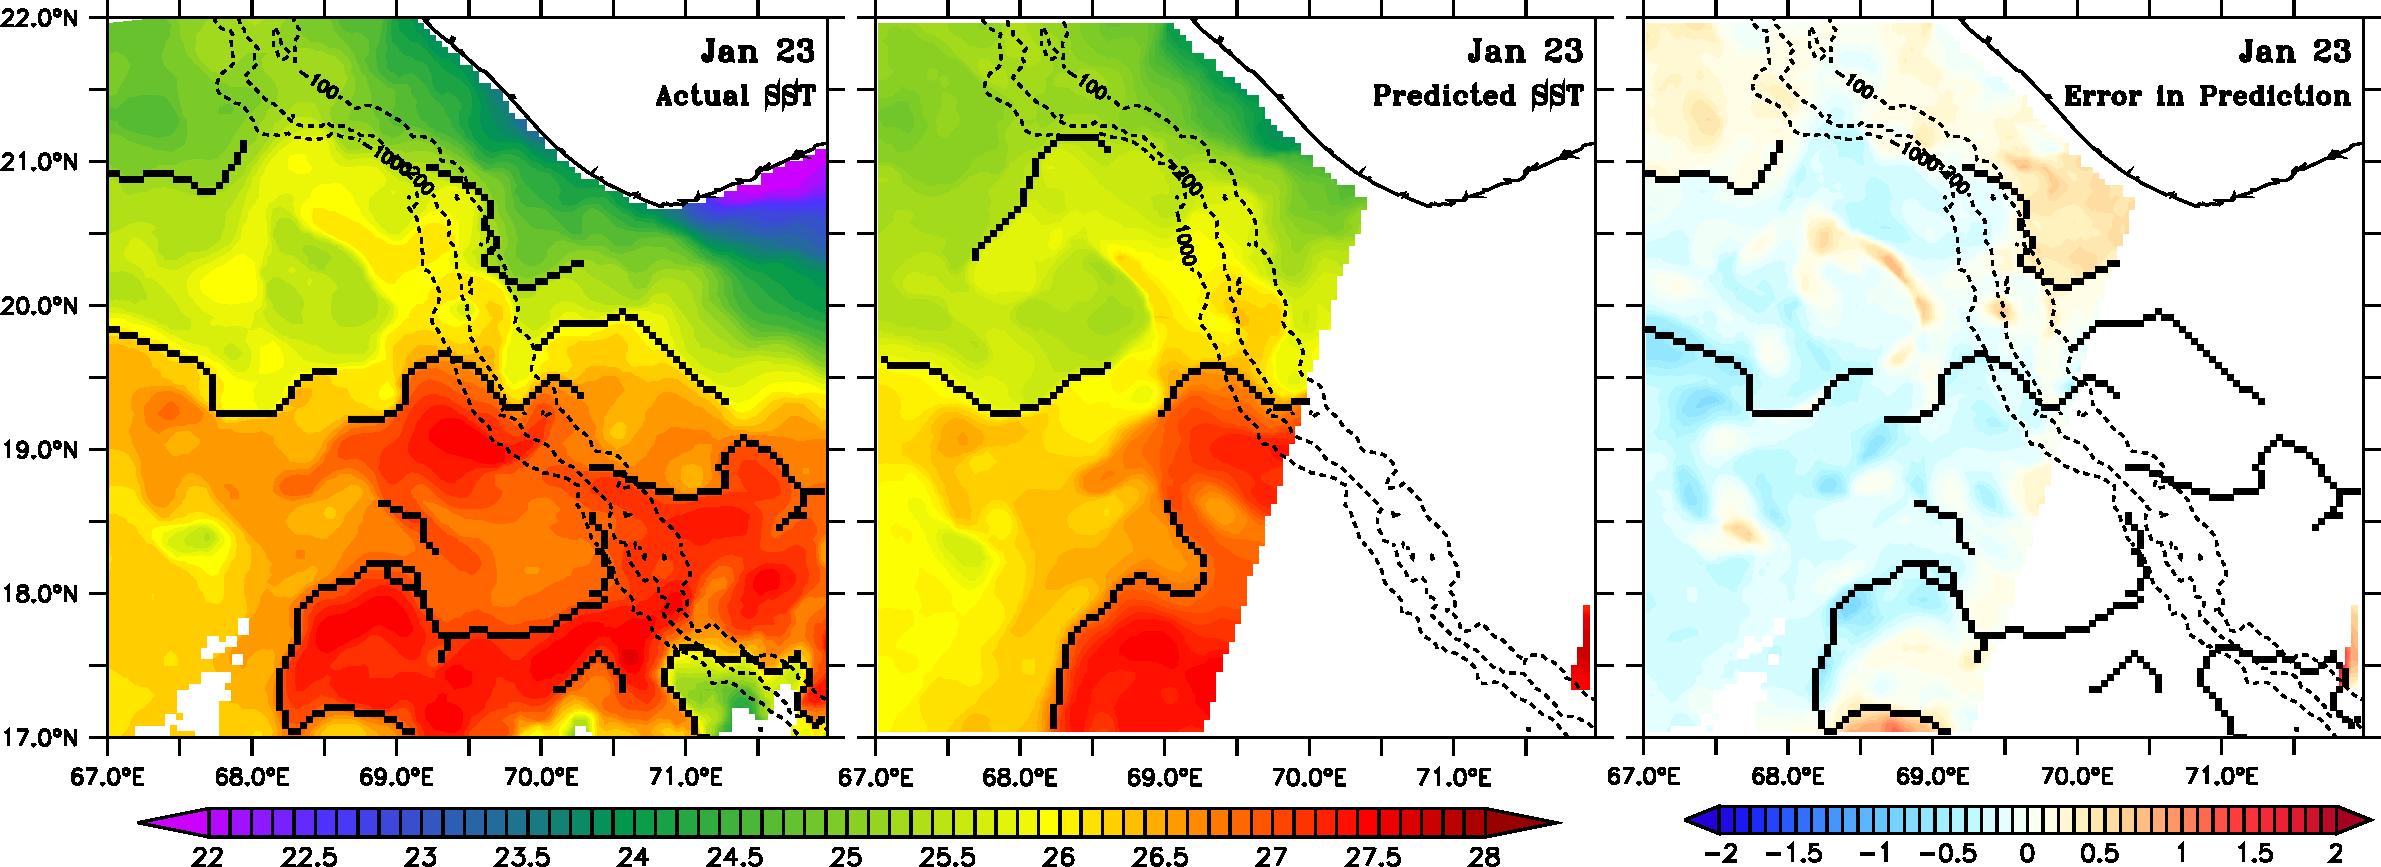 22.0°N
21.0°N
20.0°N
19.0°N
18.0°N
17.0°N
Jan 23
Actual SST
100
1000
200
67.0°E 68.0°E 69.0°E 70.0°E 71.0°E
Jan 23
Predicted SST
100
200
1000
67.0°E 68.0°E 69.0°E 70.0°E 71.0°E
Jan 23
Error in Prediction
100
1000
200
67.0°E 68.0°E 69.0°E 70.0°E 71.0°E
22 22.5 23 23.5 24 24.5 25 25.5 26 26.5 27 27.5 28
-2 -1.5 -1 -0.5 0 0.5 1 1.5 2